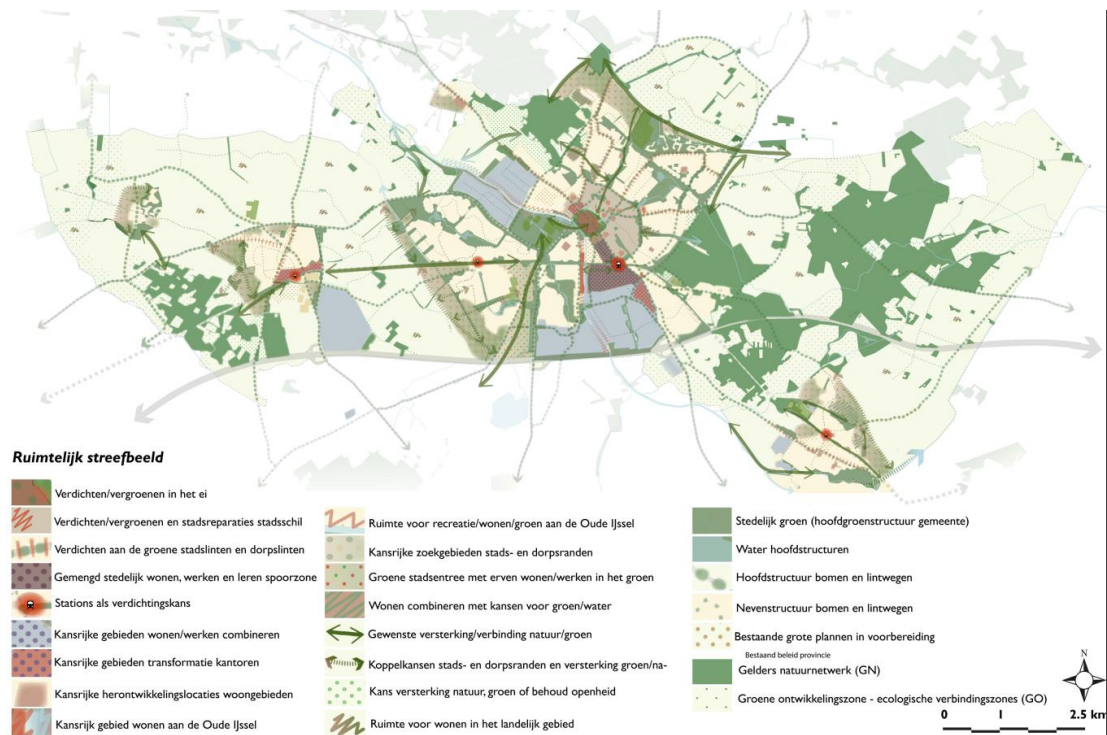 Ruimtelijk streefbeeld
Verdichten/vergroenen in het ei
Verdichten/vergroenen en stadsreparaties stadsschil
Verdichten aan de groene stadslinten en dorpslinten
Gemengd stedelijk wonen, werken en leren spoorzone
Stations als verdichtingskans
Kansrijke gebieden wonen/werken combineren
Kansrijke gebieden transformatie kantoren
Kansrijke herontwikkelingslocaties woongebieden
Kansrijk gebied wonen aan de Oude IJssel
Ruimte voor recreatie/wonen/groen aan de Oude IJssel
Kansrijke zoekgebieden stads- en dorpsranden
Groene stadsentree met erven wonen/werken in het groen
Wonen combineren met kansen voor groen/water
Gewenste versterking/verbinding natuur/groen
Koppelkansen stads- en dorpsranden en versterking groen/na-
Kans versterking natuur, groen of behoud openheid
Ruimte voor wonen in het landelijk gebied
Stedelijk groen (hoofdgroenstructuur gemeente)
Water hoofdstructuren
Hoofdstructuur bomen en lintwegen
Nevenstructuur bomen en lintwegen
Bestaande grote plannen in voorbereiding
Bestaand beleid provincie
Gelders natuurnetwerk (GN)
Groene ontwikkelingszone - ecologische verbindingszones (GO)
N
0 1 2.5 km